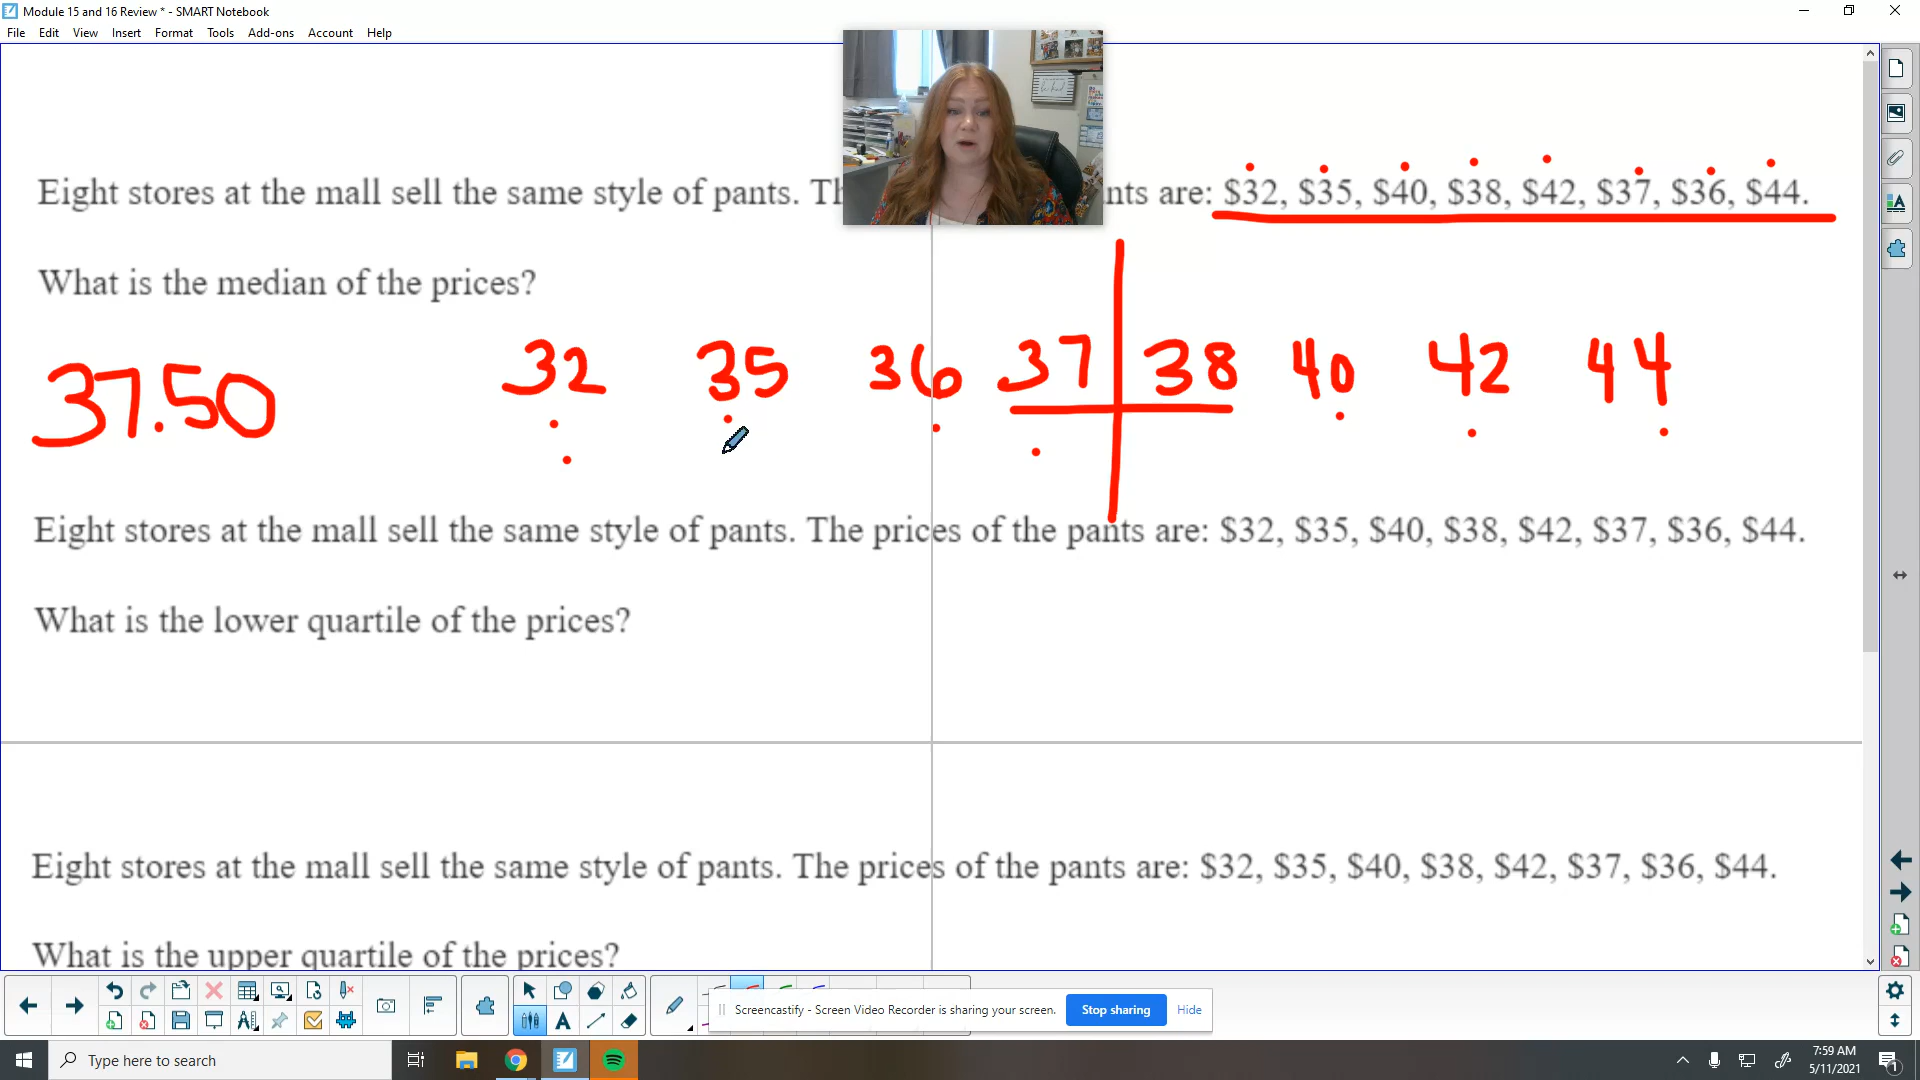 Module 15 and 16 Review * - SMART Notebook
File Edit View Insert Format Tools Add-ons Account Help
Eight stores at the mall sell the same style of pants. Th nts are: $32, $35, $40, $38, $42, $37, $36, $44.
What is the median of the prices?
37.50 32 35 36 37 38 40 42 44
Eight stores at the mall sell the same style of pants. The prices of the pants are: $32, $35, $40, $38, $42, $37, $36, $44.
What is the lower quartile of the prices?
Eight stores at the mall sell the same style of pants. The prices of the pants are: $32, $35, $40, $38, $42, $37, $36, $44.
What is the upper quartile of the prices?
Screencastify - Screen Video Recorder is sharing your screen. Stop sharing Hide
Type here to search
7:59 AM
5/11/2021
1